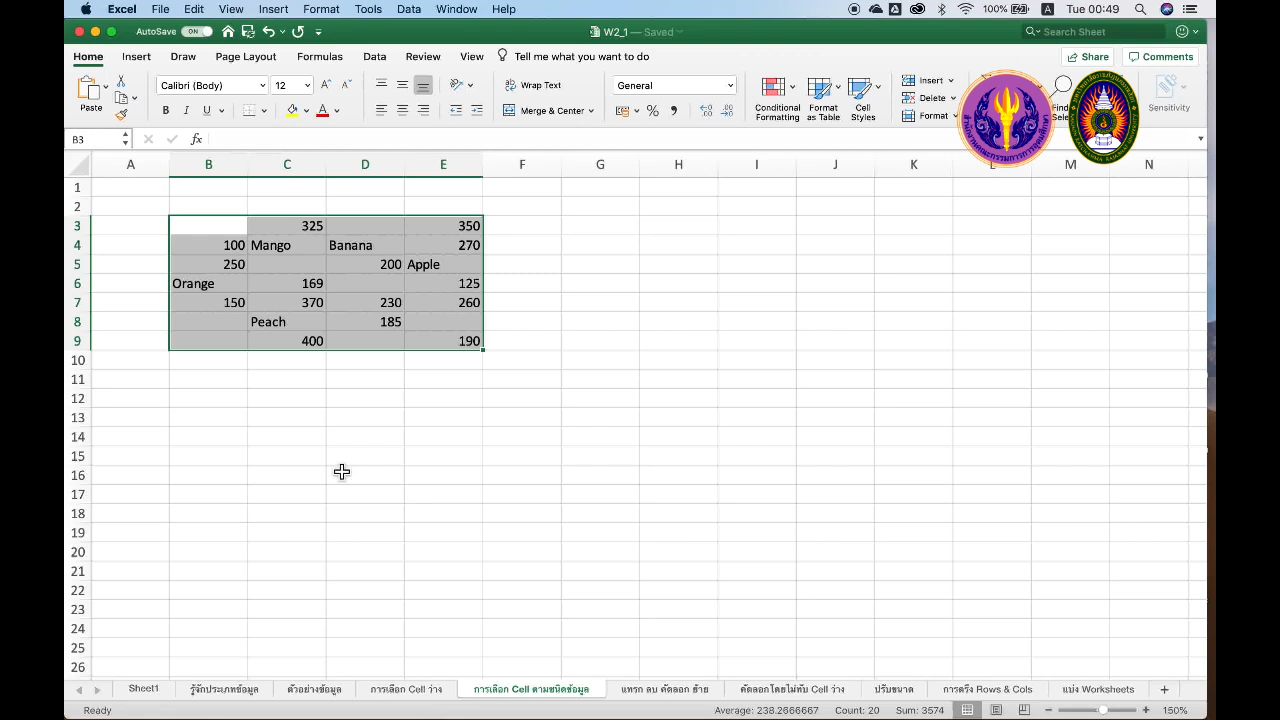 Excel File Edit View Insert Format Tools Data Window Help 100% A Tue 00:49
AutoSave ON W2_1 — Saved Search Sheet
Home Insert Draw Page Layout Formulas Data Review View Tell me what you want to do Share Comments
Paste Calibri (Body) 12 Wrap Text General Conditional Formatting Format as Table Cell Styles Insert Delete Format Sensitivity
B I U Merge & Center
B3 fx
A B C D E F G H I J K L M N
1
2
3 325 350
4 100 Mango Banana 270
5 250 200 Apple
6 Orange 169 125
7 150 370 230 260
8 Peach 185
9 400 190
10
11
12
13
14
15
16
17
18
19
20
21
22
23
24
25
26
Sheet1 รู้จักประเภทข้อมูล ตัวอย่างข้อมูล การเลือก Cell ว่าง การเลือก Cell ตามชนิดข้อมูล แทรก ลบ คัดลอก ย้าย คัดลอกโดยไม่ทับ Cell ว่าง ปรับขนาด การตรึง Rows & Cols แบ่ง Worksheets
Ready Average: 238.2666667 Count: 20 Sum: 3574 150%